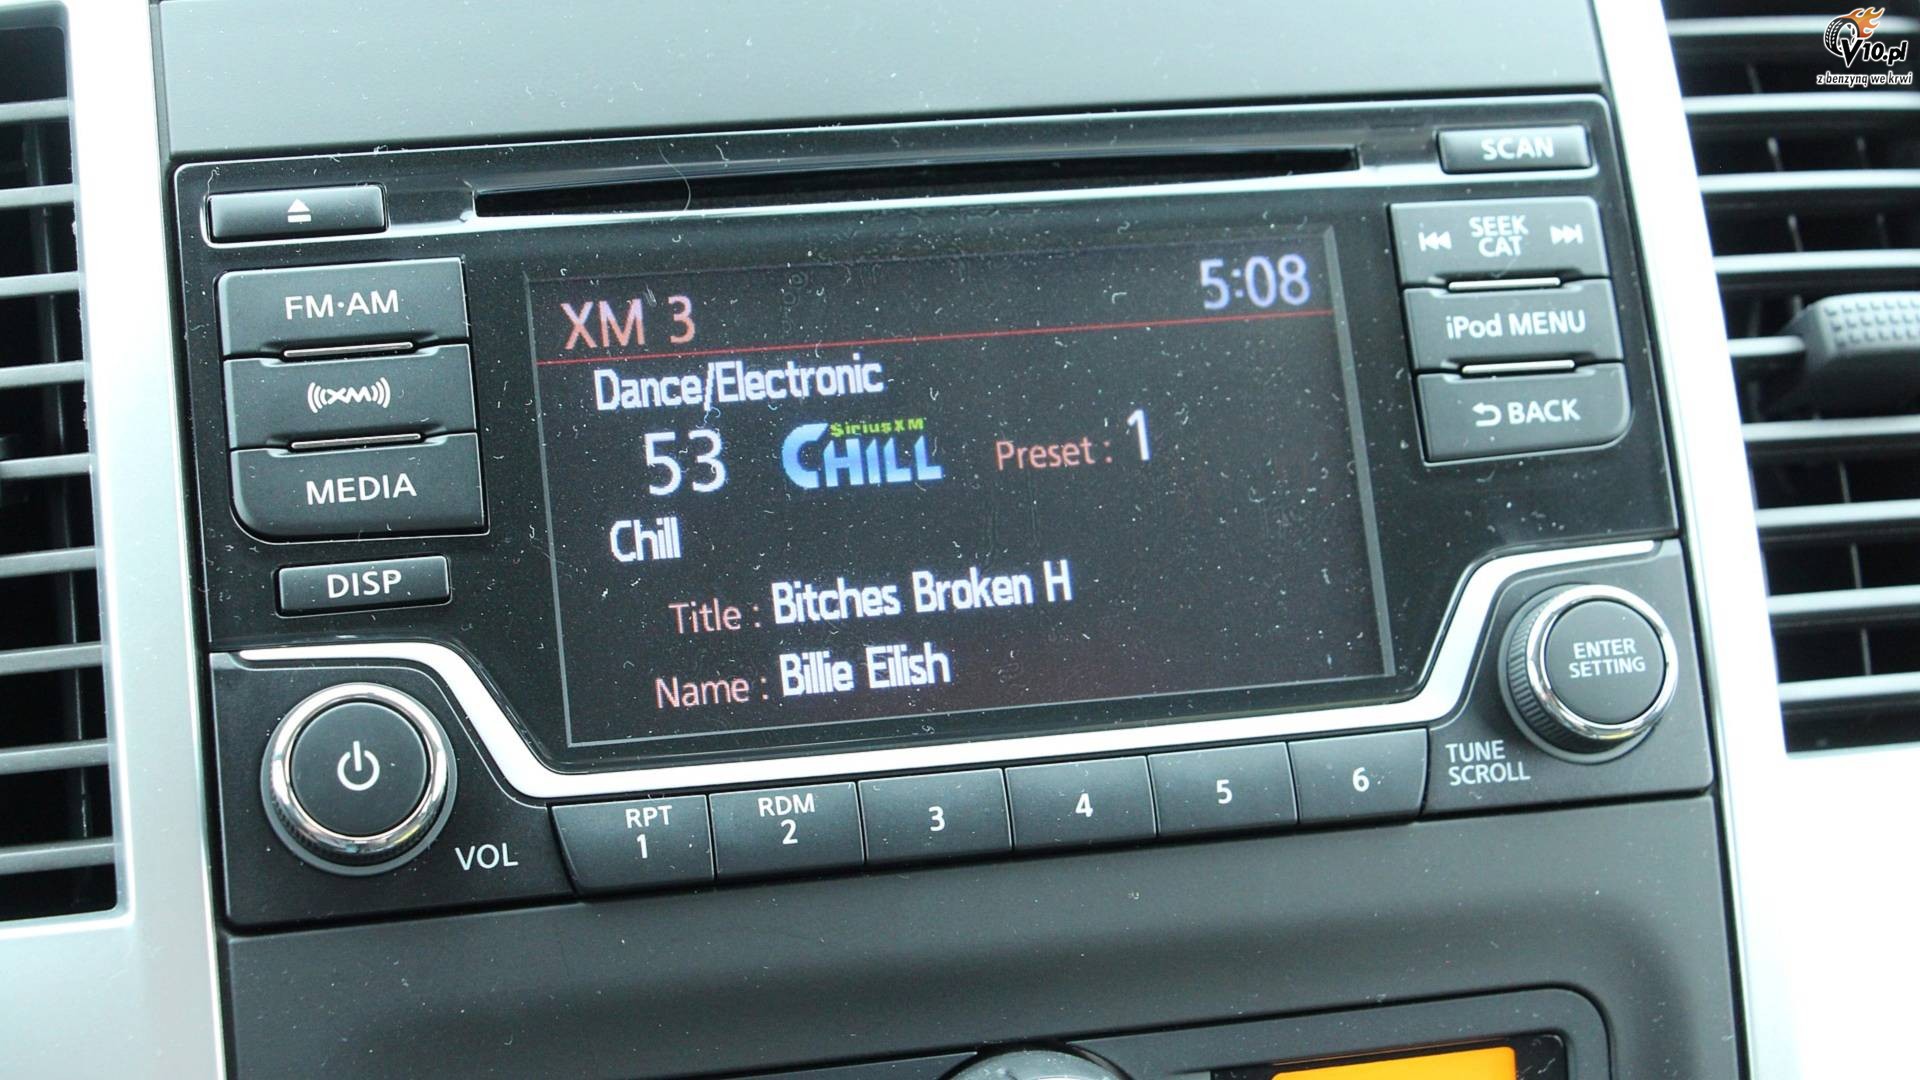 V10.pl
z benzyną we krwi
SCAN
SEEK
CAT
FM·AM
XM 3
5:08
iPod MENU
Dance/Electronic
((XM))
BACK
53
SiriusXM
CHILL
Preset : 1
MEDIA
Chill
DISP
Title : Bitches Broken H
Name : Billie Eilish
ENTER
SETTING
TUNE
SCROLL
VOL
RPT
1
RDM
2
3
4
5
6